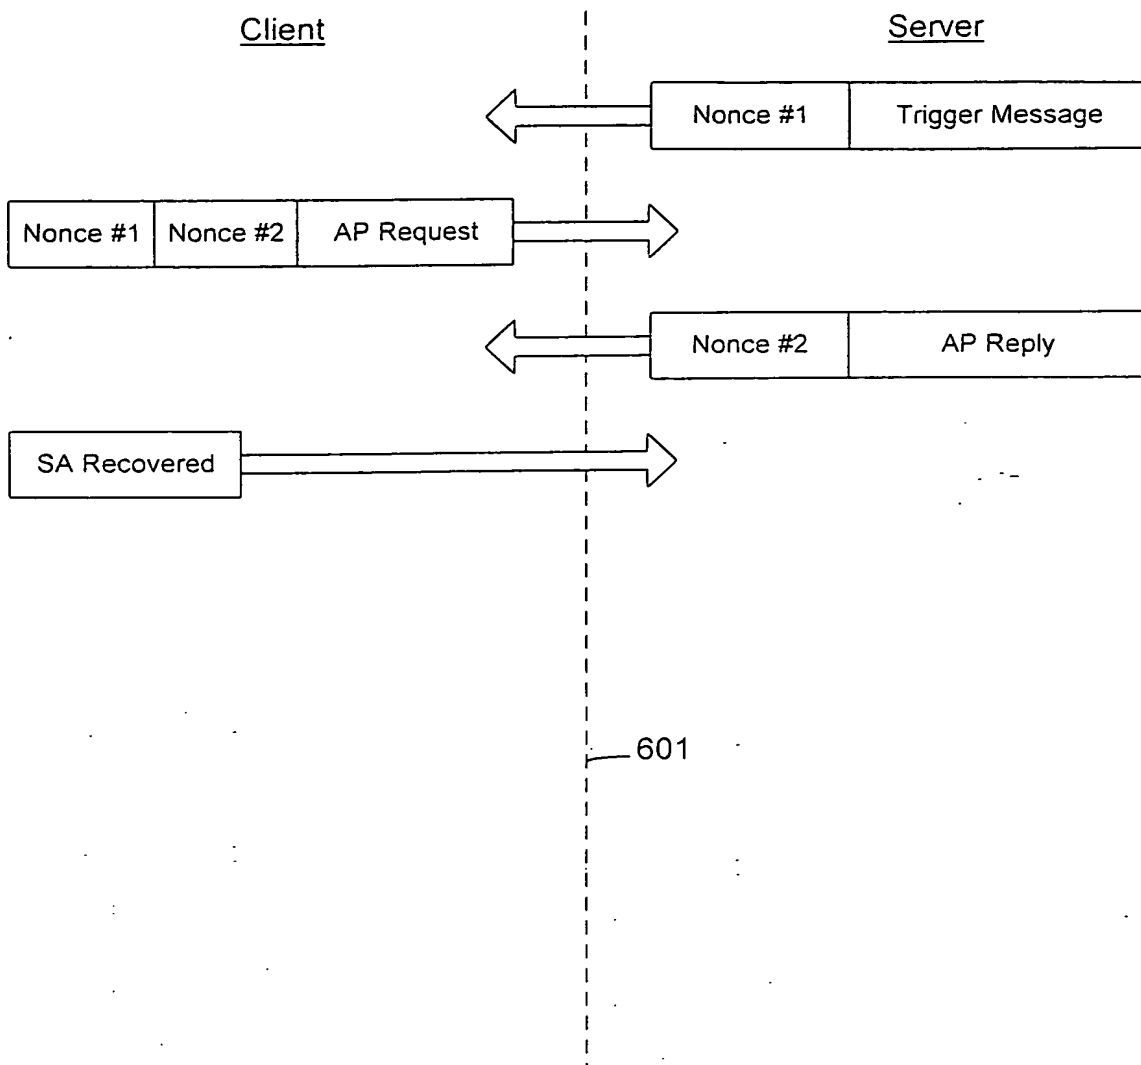 Client
Server
Nonce #1
Trigger Message
Nonce #1
Nonce #2
AP Request
Nonce #2
AP Reply
SA Recovered
601